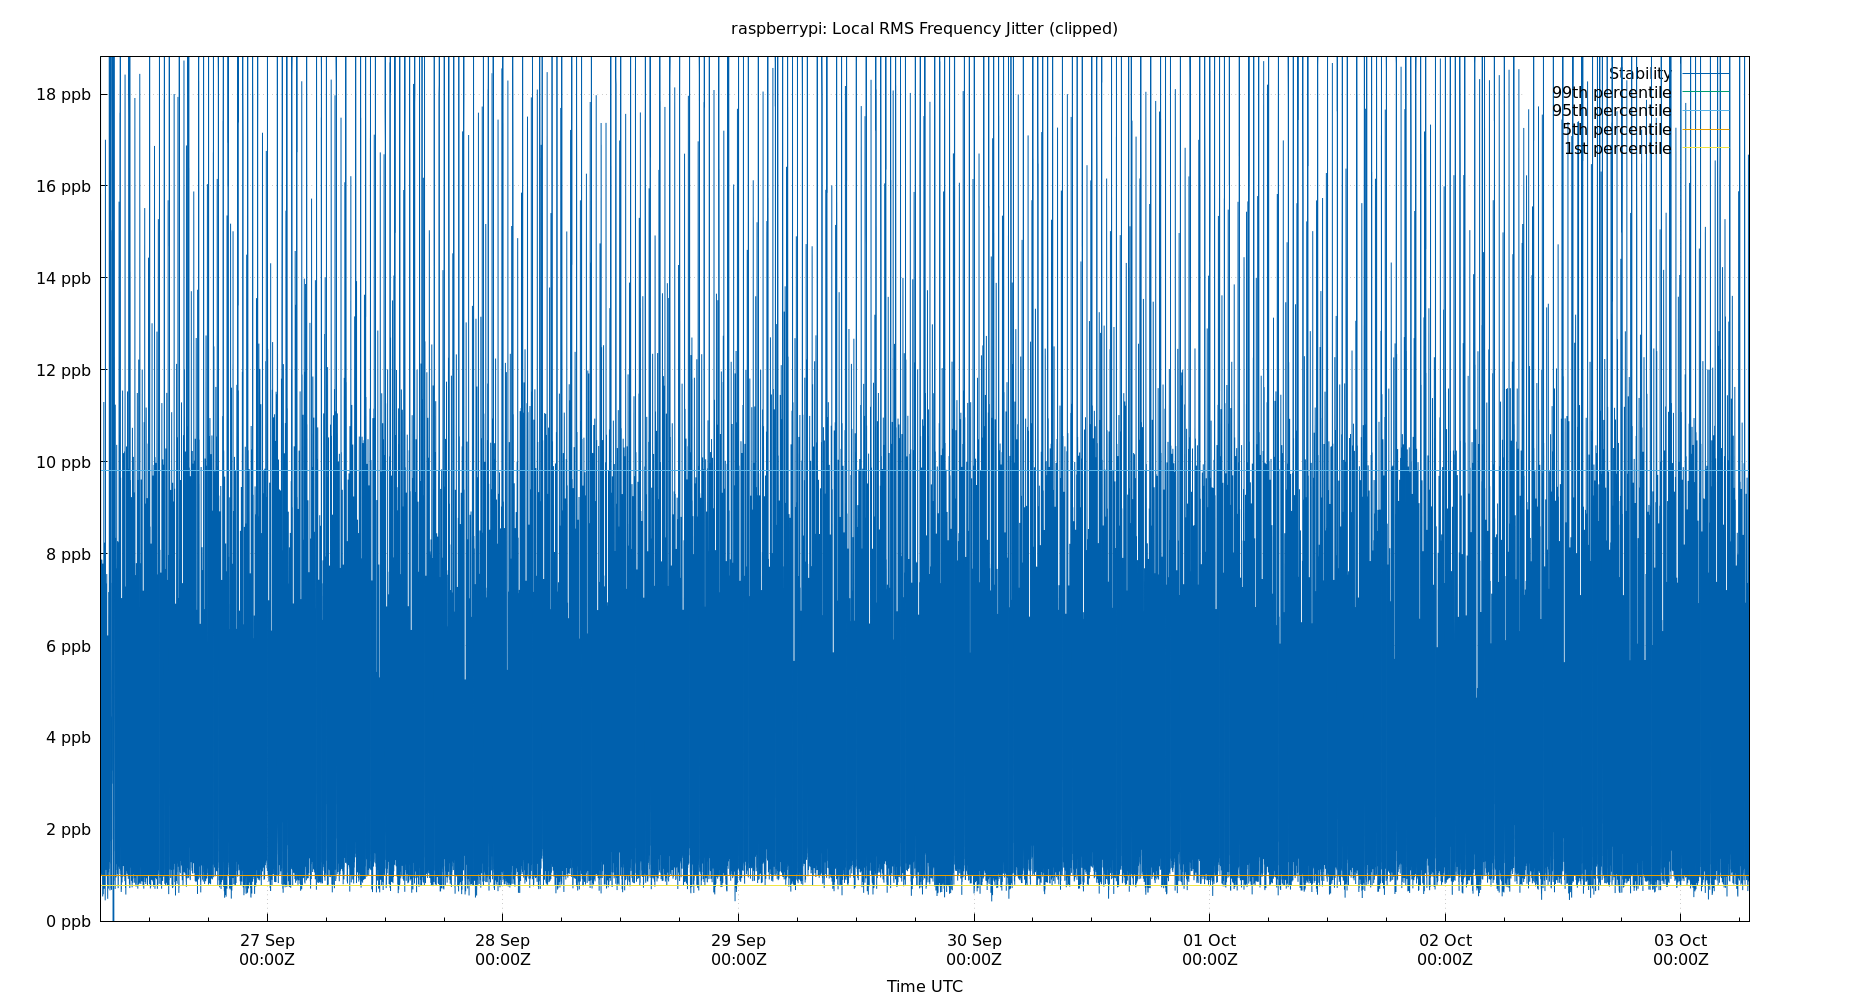 raspberrypi: Local RMS Frequency Jitter (clipped)
Stability
99th percentile
95th percentile
5th percentile
1st percentile
18 ppb
16 ppb
14 ppb
12 ppb
10 ppb
8 ppb
6 ppb
4 ppb
2 ppb
0 ppb
27 Sep 28 Sep 29 Sep 30 Sep 01 Oct 02 Oct 03 Oct
00:00Z 00:00Z 00:00Z 00:00Z 00:00Z 00:00Z 00:00Z
Time UTC